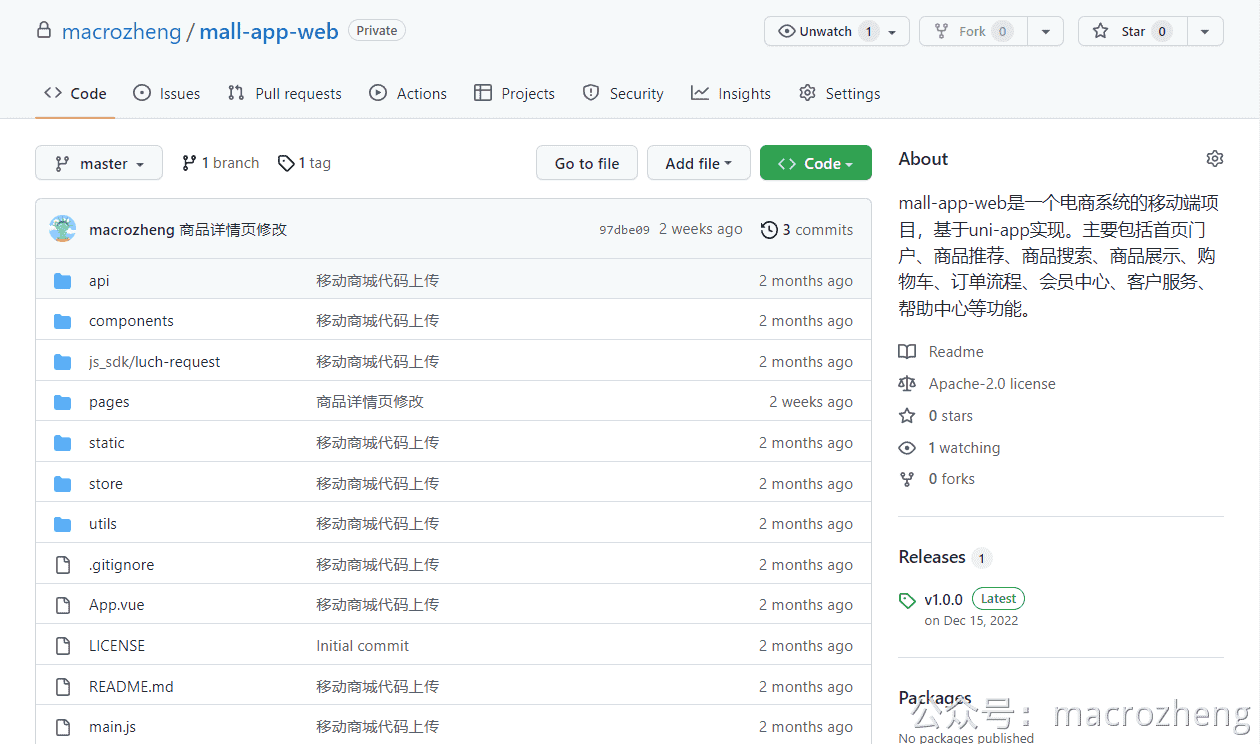 macrozheng / mall-app-web Private
Unwatch 1
Fork 0
Star 0
Code
Issues
Pull requests
Actions
Projects
Security
Insights
Settings
master
1 branch
1 tag
Go to file
Add file
Code
macrozheng 商品详情页修改 97dbe09 2 weeks ago 3 commits
api 移动商城代码上传 2 months ago
components 移动商城代码上传 2 months ago
js_sdk/luch-request 移动商城代码上传 2 months ago
pages 商品详情页修改 2 weeks ago
static 移动商城代码上传 2 months ago
store 移动商城代码上传 2 months ago
utils 移动商城代码上传 2 months ago
.gitignore 移动商城代码上传 2 months ago
App.vue 移动商城代码上传 2 months ago
LICENSE Initial commit 2 months ago
README.md 移动商城代码上传 2 months ago
main.js 移动商城代码上传 2 months ago
About
mall-app-web是一个电商系统的移动端项
目，基于uni-app实现。主要包括首页门
户、商品推荐、商品搜索、商品展示、购
物车、订单流程、会员中心、客户服务、
帮助中心等功能。
Readme
Apache-2.0 license
0 stars
1 watching
0 forks
Releases 1
v1.0.0 Latest
on Dec 15, 2022
Packages
No packages published
公众号：macrozheng